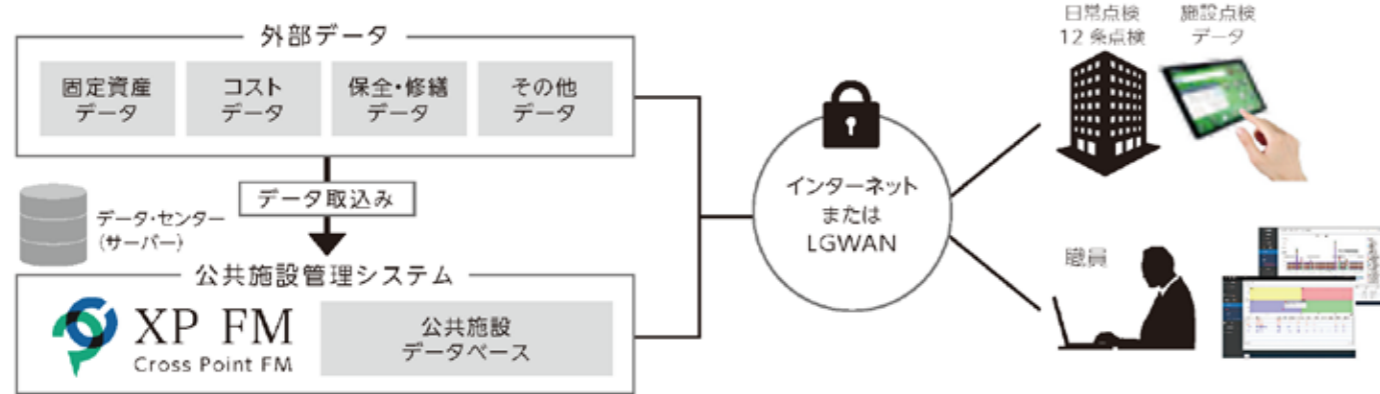 外部データ
固定資産
データ
コスト
データ
保全・修繕
データ
その他
データ
データ取込み
データ・センター
(サーバー)
公共施設管理システム
XP FM
Cross Point FM
公共施設
データベース
インターネット
または
LGWAN
日常点検
12 条点検
施設点検
データ
職員